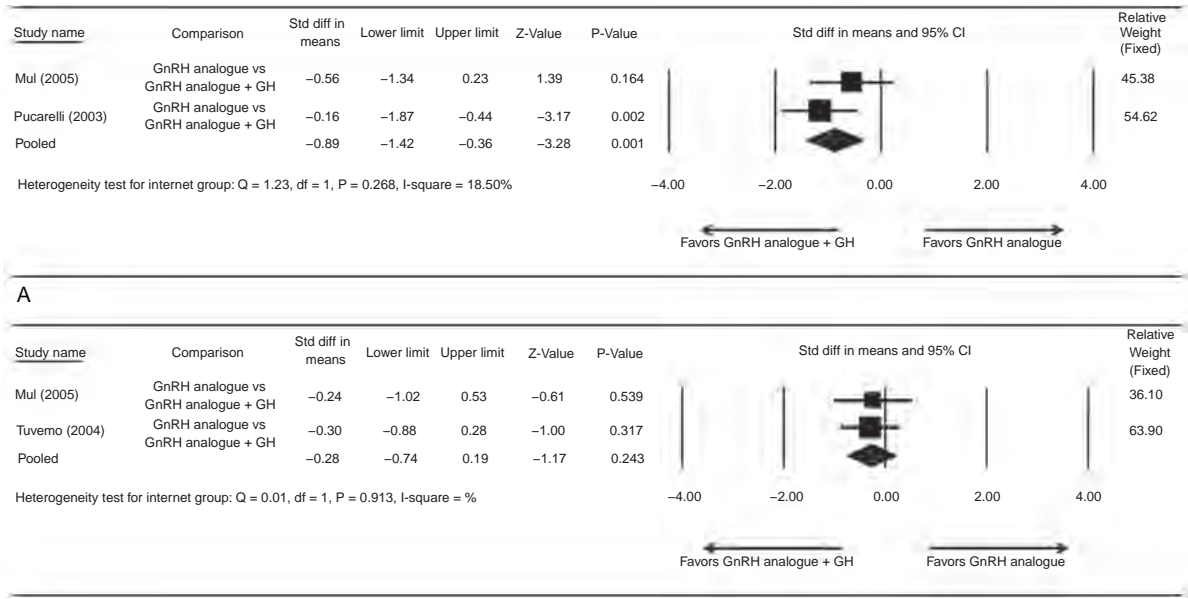 Study name Comparison Std diff in means Lower limit Upper limit Z-Value P-Value Std diff in means and 95% CI Relative Weight (Fixed)
Mul (2005) GnRH analogue vs GnRH analogue + GH −0.56 −1.34 0.23 1.39 0.164 45.38
Pucarelli (2003) GnRH analogue vs GnRH analogue + GH −0.16 −1.87 −0.44 −3.17 0.002 54.62
Pooled −0.89 −1.42 −0.36 −3.28 0.001
Heterogeneity test for internet group: Q = 1.23, df = 1, P = 0.268, I-square = 18.50% −4.00 −2.00 0.00 2.00 4.00
Favors GnRH analogue + GH Favors GnRH analogue
A
Study name Comparison Std diff in means Lower limit Upper limit Z-Value P-Value Std diff in means and 95% CI Relative Weight (Fixed)
Mul (2005) GnRH analogue vs GnRH analogue + GH −0.24 −1.02 0.53 −0.61 0.539 36.10
Tuvemo (2004) GnRH analogue vs GnRH analogue + GH −0.30 −0.88 0.28 −1.00 0.317 63.90
Pooled −0.28 −0.74 0.19 −1.17 0.243
Heterogeneity test for internet group: Q = 0.01, df = 1, P = 0.913, I-square = % −4.00 −2.00 0.00 2.00 4.00
Favors GnRH analogue + GH Favors GnRH analogue